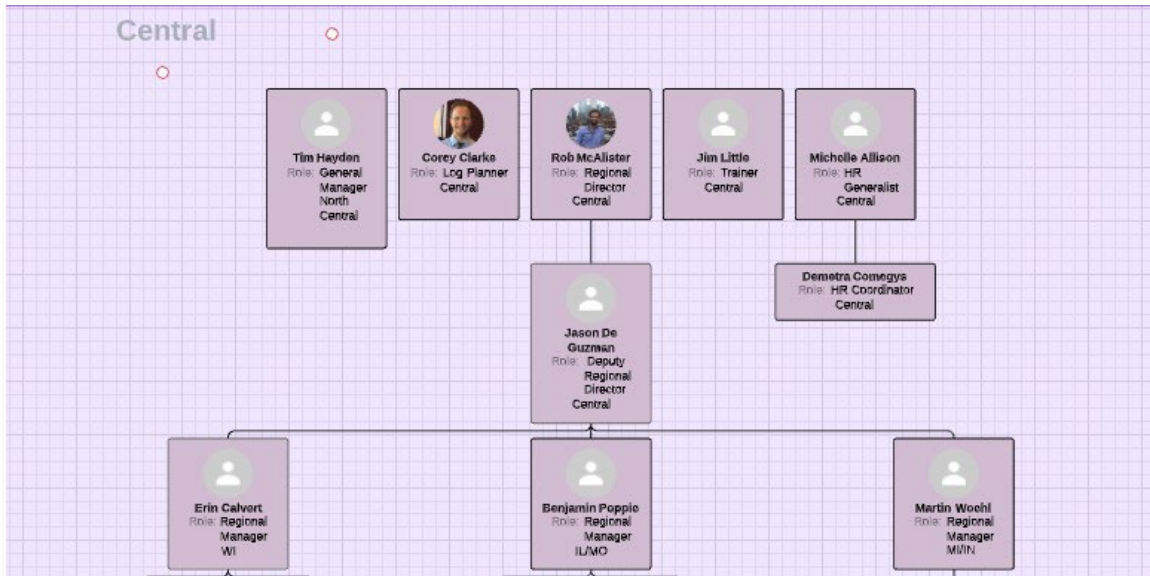 Central
Tim Hayden
Role: General
Manager
North
Central
Corey Clarke
Role: Log Planner
Central
Rob McAlister
Role: Regional
Director
Central
Jim Little
Role: Trainer
Central
Michelle Allison
Role: HR
Generalist
Central
Demetra Comegys
Role: HR Coordinator
Central
Jason De
Guzman
Role: Deputy
Regional
Director
Central
Erin Calvert
Role: Regional
Manager
WI
Benjamin Poppie
Role: Regional
Manager
IL/MO
Martin Woehl
Role: Regional
Manager
MI/IN